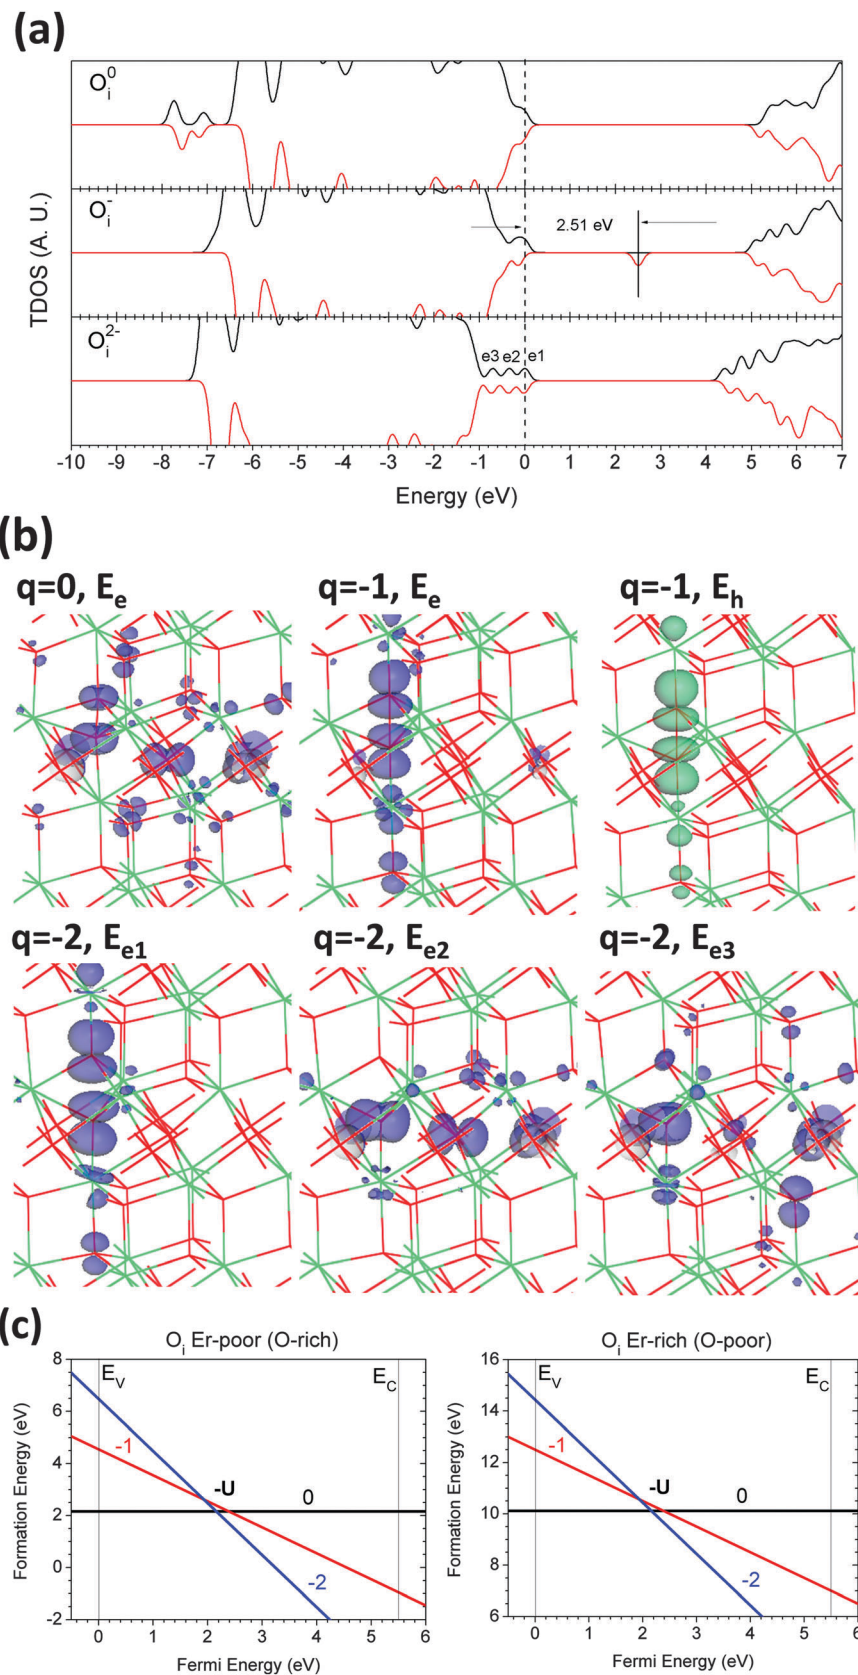 (a)
O_i^0
O_i^-
2.51 eV
O_i^2-
e3 e2 e1
TDOS (A. U.)
-10 -9 -8 -7 -6 -5 -4 -3 -2 -1 0 1 2 3 4 5 6 7
Energy (eV)
(b)
q=0, E_e q=-1, E_e q=-1, E_h
q=-2, E_e1 q=-2, E_e2 q=-2, E_e3
(c)
O_i Er-poor (O-rich)
8
6
4
2
0
-2
Formation Energy (eV)
E_V
E_C
-1
-U
0
-2
0 1 2 3 4 5 6
Fermi Energy (eV)
O_i Er-rich (O-poor)
16
14
12
10
8
6
Formation Energy (eV)
E_V
E_C
-1
-U
0
-2
0 1 2 3 4 5 6
Fermi Energy (eV)